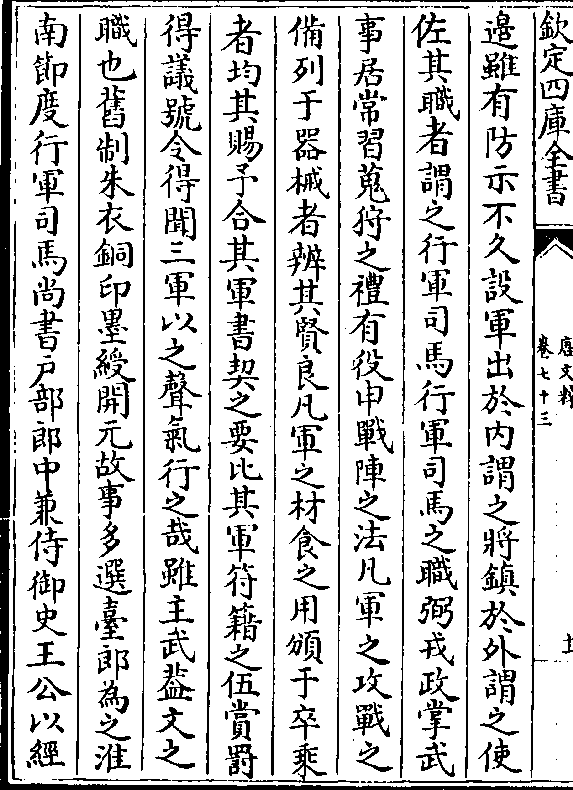 欽定四庫全書
唐文粹
卷七十三
十
邉雖有防示不久設軍出於内謂之將鎮於外謂之使
佐其職者謂之行軍司馬行軍司馬之職弼戎政掌武
事居常習蒐狩之禮有役申戰陣之法凡軍之攻戰之
備列于器械者辨其賢良凡軍之材食之用頒于卒乘
者均其賜予合其軍書契之要比其軍符籍之伍賞罰
得議號令得聞三軍以之聲氣行之哉雖主武葢文之
職也舊制朱衣銅印墨綬開元故事多選臺郎為之淮
南節度行軍司馬尚書户部郎中兼侍御史王公以經